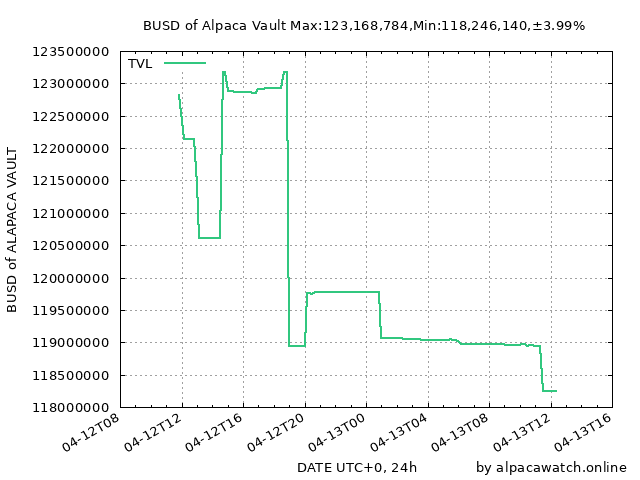 BUSD of Alpaca Vault Max:123,168,784,Min:118,246,140,±3.99%
TVL
123500000
123000000
122500000
122000000
121500000
121000000
120500000
120000000
119500000
119000000
118500000
118000000
BUSD of ALAPACA VAULT
04-12T08
04-12T12
04-12T16
04-12T20
04-13T00
04-13T04
04-13T08
04-13T12
04-13T16
DATE UTC+0, 24h
by alpacawatch.online